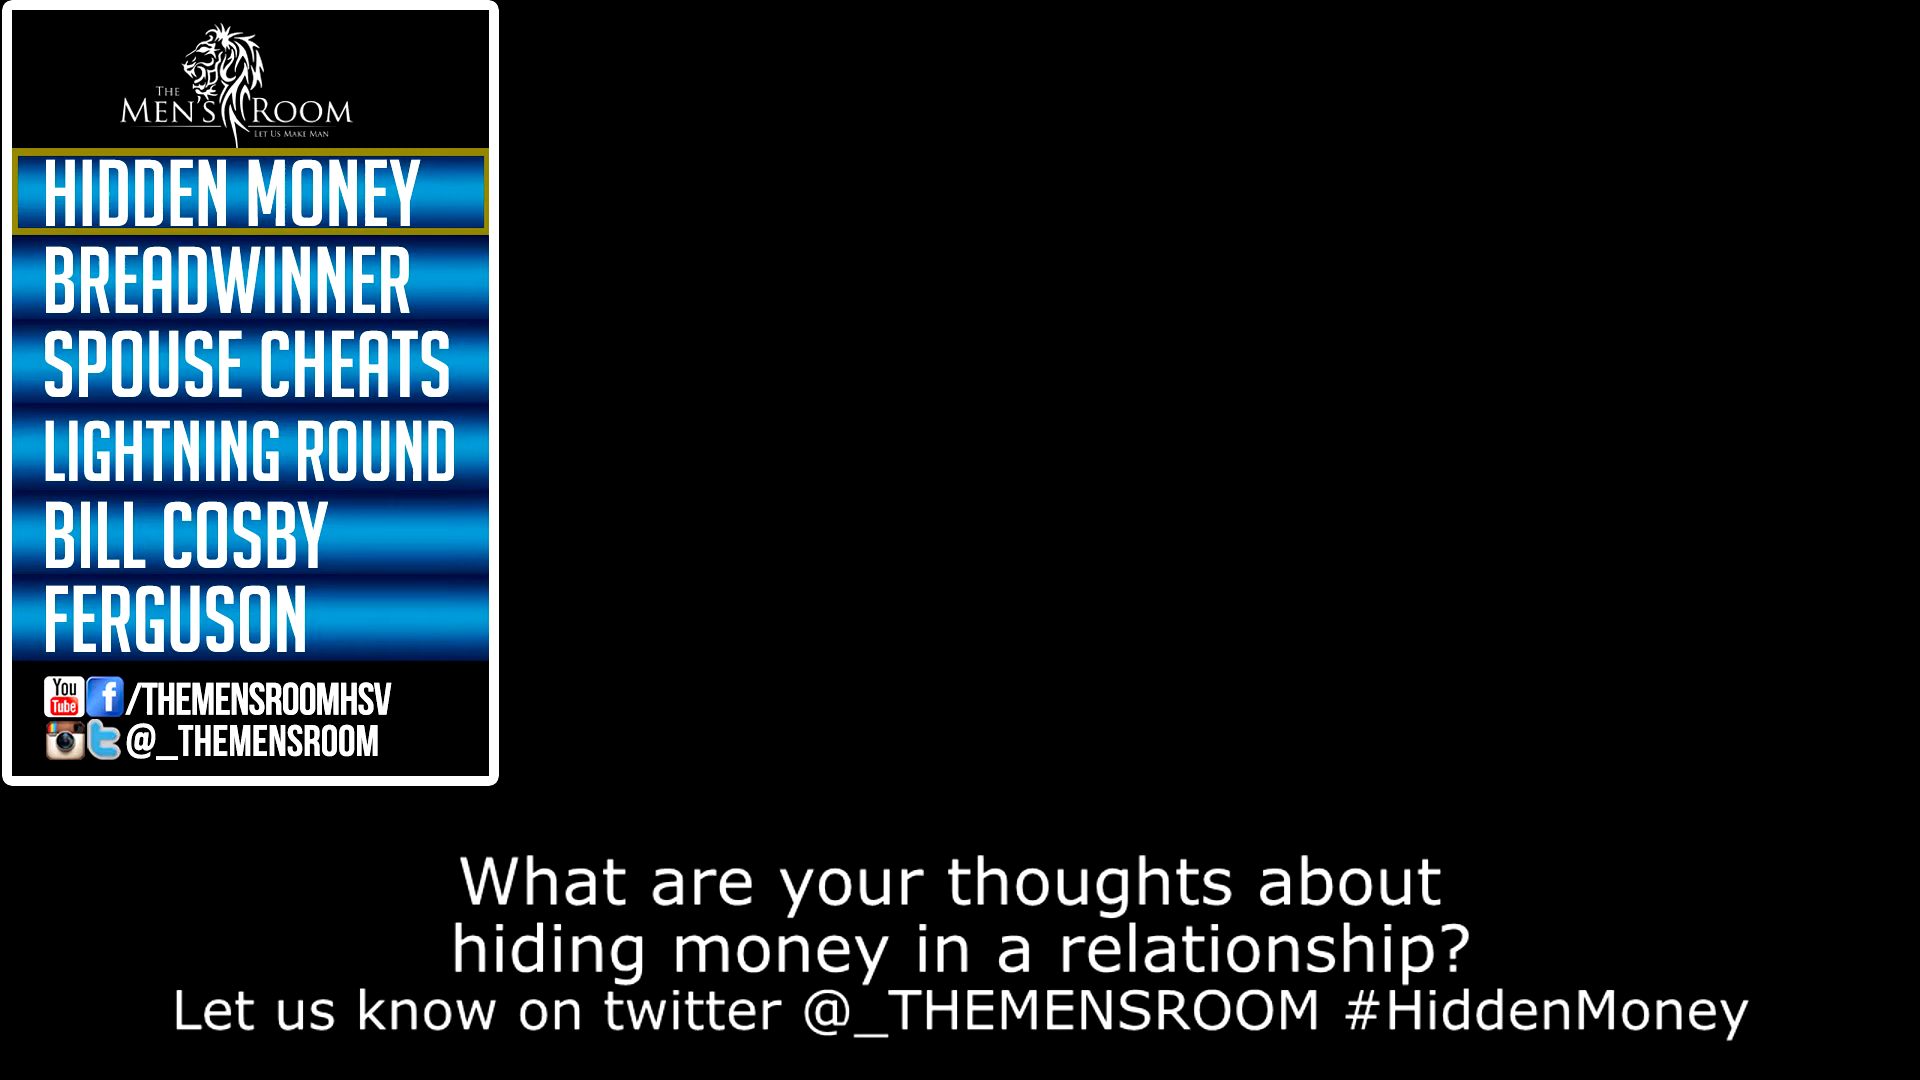 THE
MEN'S ROOM
LET US MAKE MAN
HIDDEN MONEY
BREADWINNER
SPOUSE CHEATS
LIGHTNING ROUND
BILL COSBY
FERGUSON
You Tube f /THEMENSROOMHSV
@_THEMENSROOM
What are your thoughts about
hiding money in a relationship?
Let us know on twitter @_THEMENSROOM #HiddenMoney